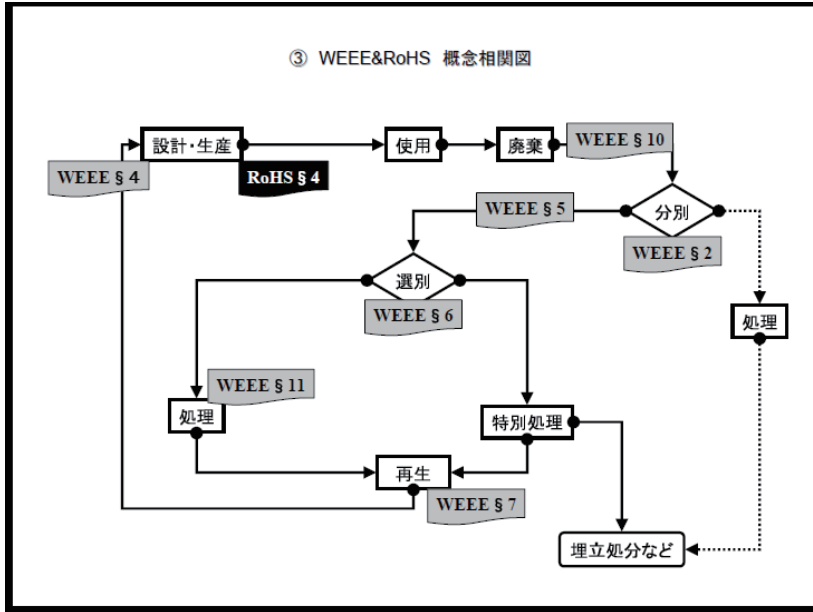 ③ WEEE&RoHS 概念相関図
設計・生産
使用
廃棄
WEEE§10
WEEE§4
RoHS§4
WEEE§5
分別
WEEE§2
選別
WEEE§6
処理
WEEE§11
処理
特別処理
再生
WEEE§7
埋立処分など